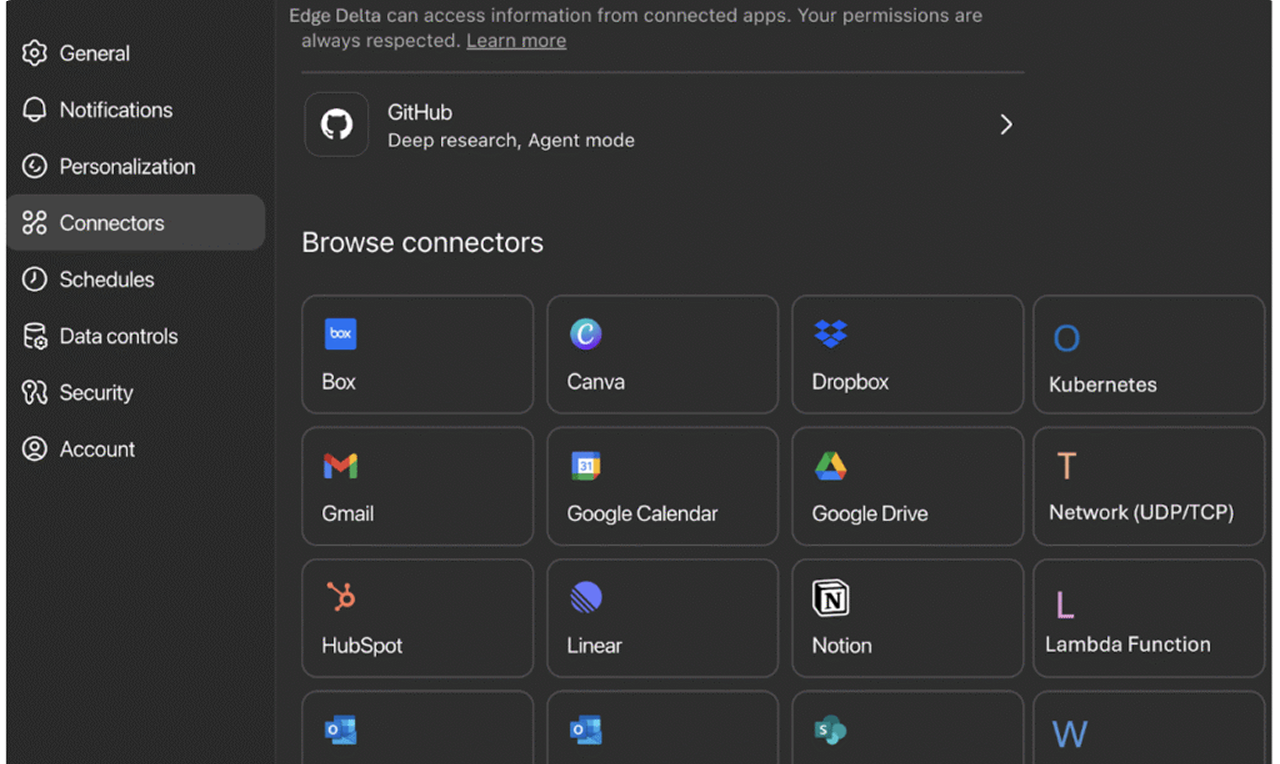 General
Notifications
Personalization
Connectors
Schedules
Data controls
Security
Account
Edge Delta can access information from connected apps. Your permissions are
always respected. Learn more
GitHub
Deep research, Agent mode
Browse connectors
box
Box
C
Canva
Dropbox
O
Kubernetes
Gmail
31
Google Calendar
Google Drive
T
Network (UDP/TCP)
HubSpot
Linear
N
Notion
L
Lambda Function
O
O
S
W